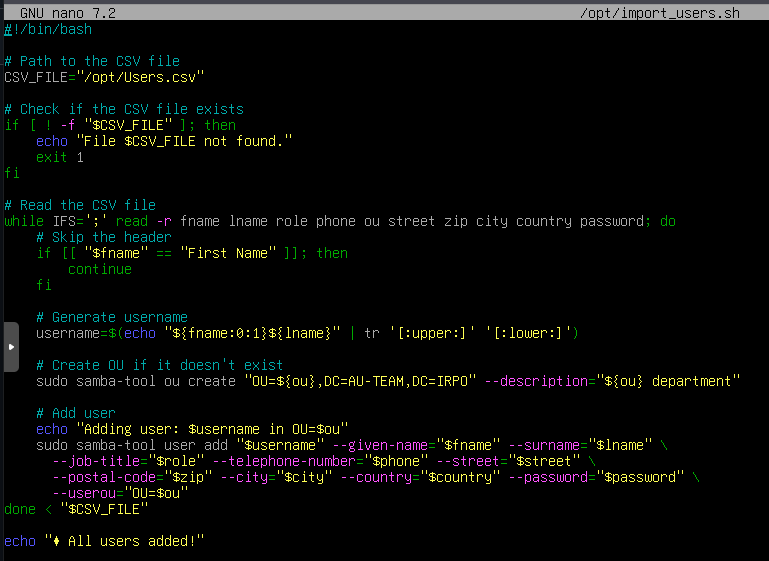 GNU nano 7.2 /opt/import_users.sh
#!/bin/bash
# Path to the CSV file
CSV_FILE="/opt/Users.csv"
# Check if the CSV file exists
if [ ! -f "$CSV_FILE" ]; then
echo "File $CSV_FILE not found."
exit 1
fi
# Read the CSV file
while IFS=';' read -r fname lname role phone ou street zip city country password; do
# Skip the header
if [[ "$fname" == "First Name" ]]; then
continue
fi
# Generate username
username=$(echo "${fname:0:1}${lname}" | tr '[:upper:]' '[:lower:]')
# Create OU if it doesn't exist
sudo samba-tool ou create "OU=${ou},DC=AU-TEAM,DC=IRPO" --description="${ou} department"
# Add user
echo "Adding user: $username in OU=$ou"
sudo samba-tool user add "$username" --given-name="$fname" --surname="$lname" \
--job-title="$role" --telephone-number="$phone" --street="$street" \
--postal-code="$zip" --city="$city" --country="$country" --password="$password" \
--userou="OU=$ou"
done < "$CSV_FILE"
echo "♦ All users added!"